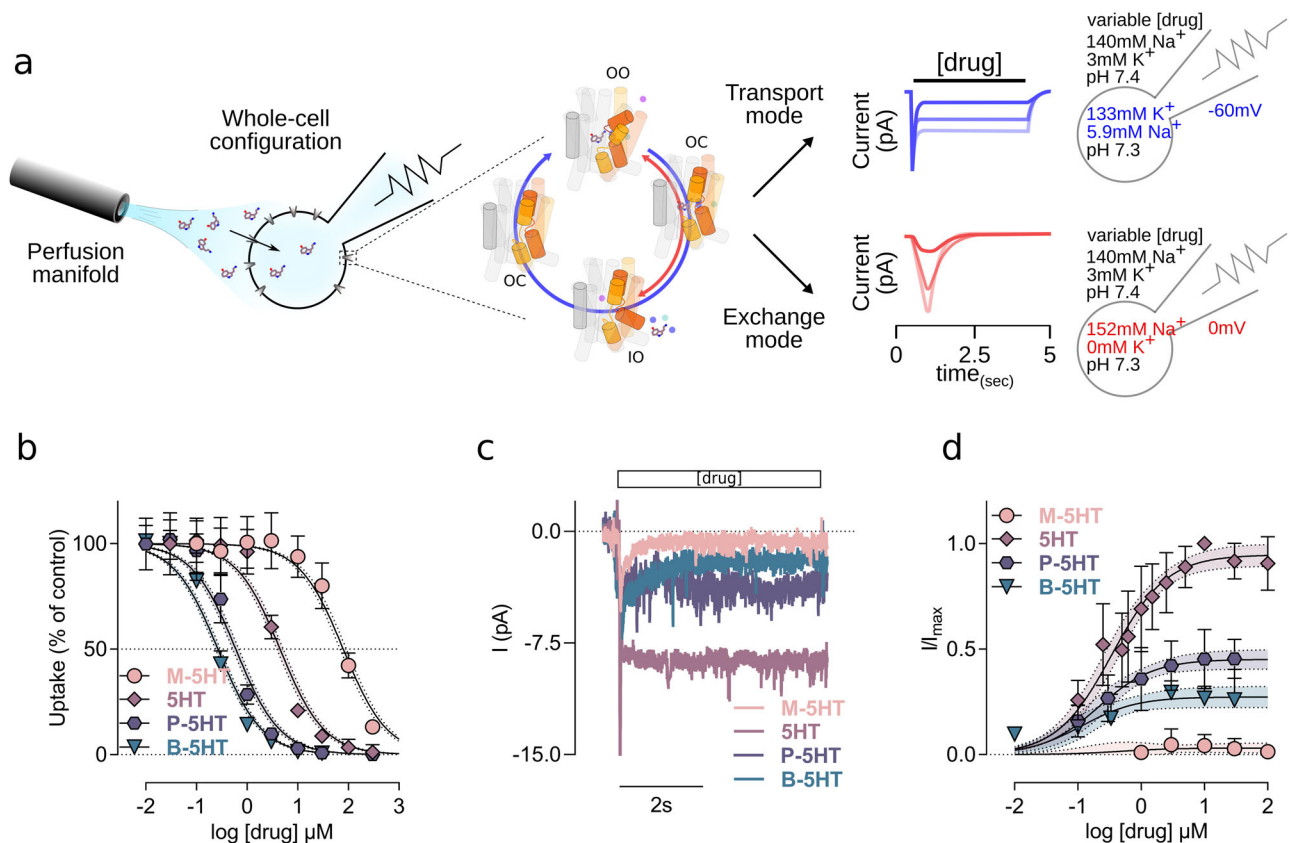 a
Perfusion
manifold
Whole-cell
configuration
OO
OC
OC
IO
Transport
mode
Exchange
mode
[drug]
Current
(pA)
Current
(pA)
0
2.5
5
time(sec)
variable [drug]
140mM Na+
3mM K+
pH 7.4
133mM K+
5.9mM Na+
pH 7.3
-60mV
variable [drug]
140mM Na+
3mM K+
pH 7.4
152mM Na+
0mM K+
pH 7.3
0mV
b
Uptake (% of control)
100
50
0
M-5HT
5HT
P-5HT
B-5HT
-2 -1 0 1 2 3
log [drug] µM
c
[drug]
I (pA)
0.0
-7.5
-15.0
M-5HT
5HT
P-5HT
B-5HT
2s
d
M-5HT
5HT
P-5HT
B-5HT
I/Imax
1.0
0.5
0.0
-2 -1 0 1 2
log [drug] µM